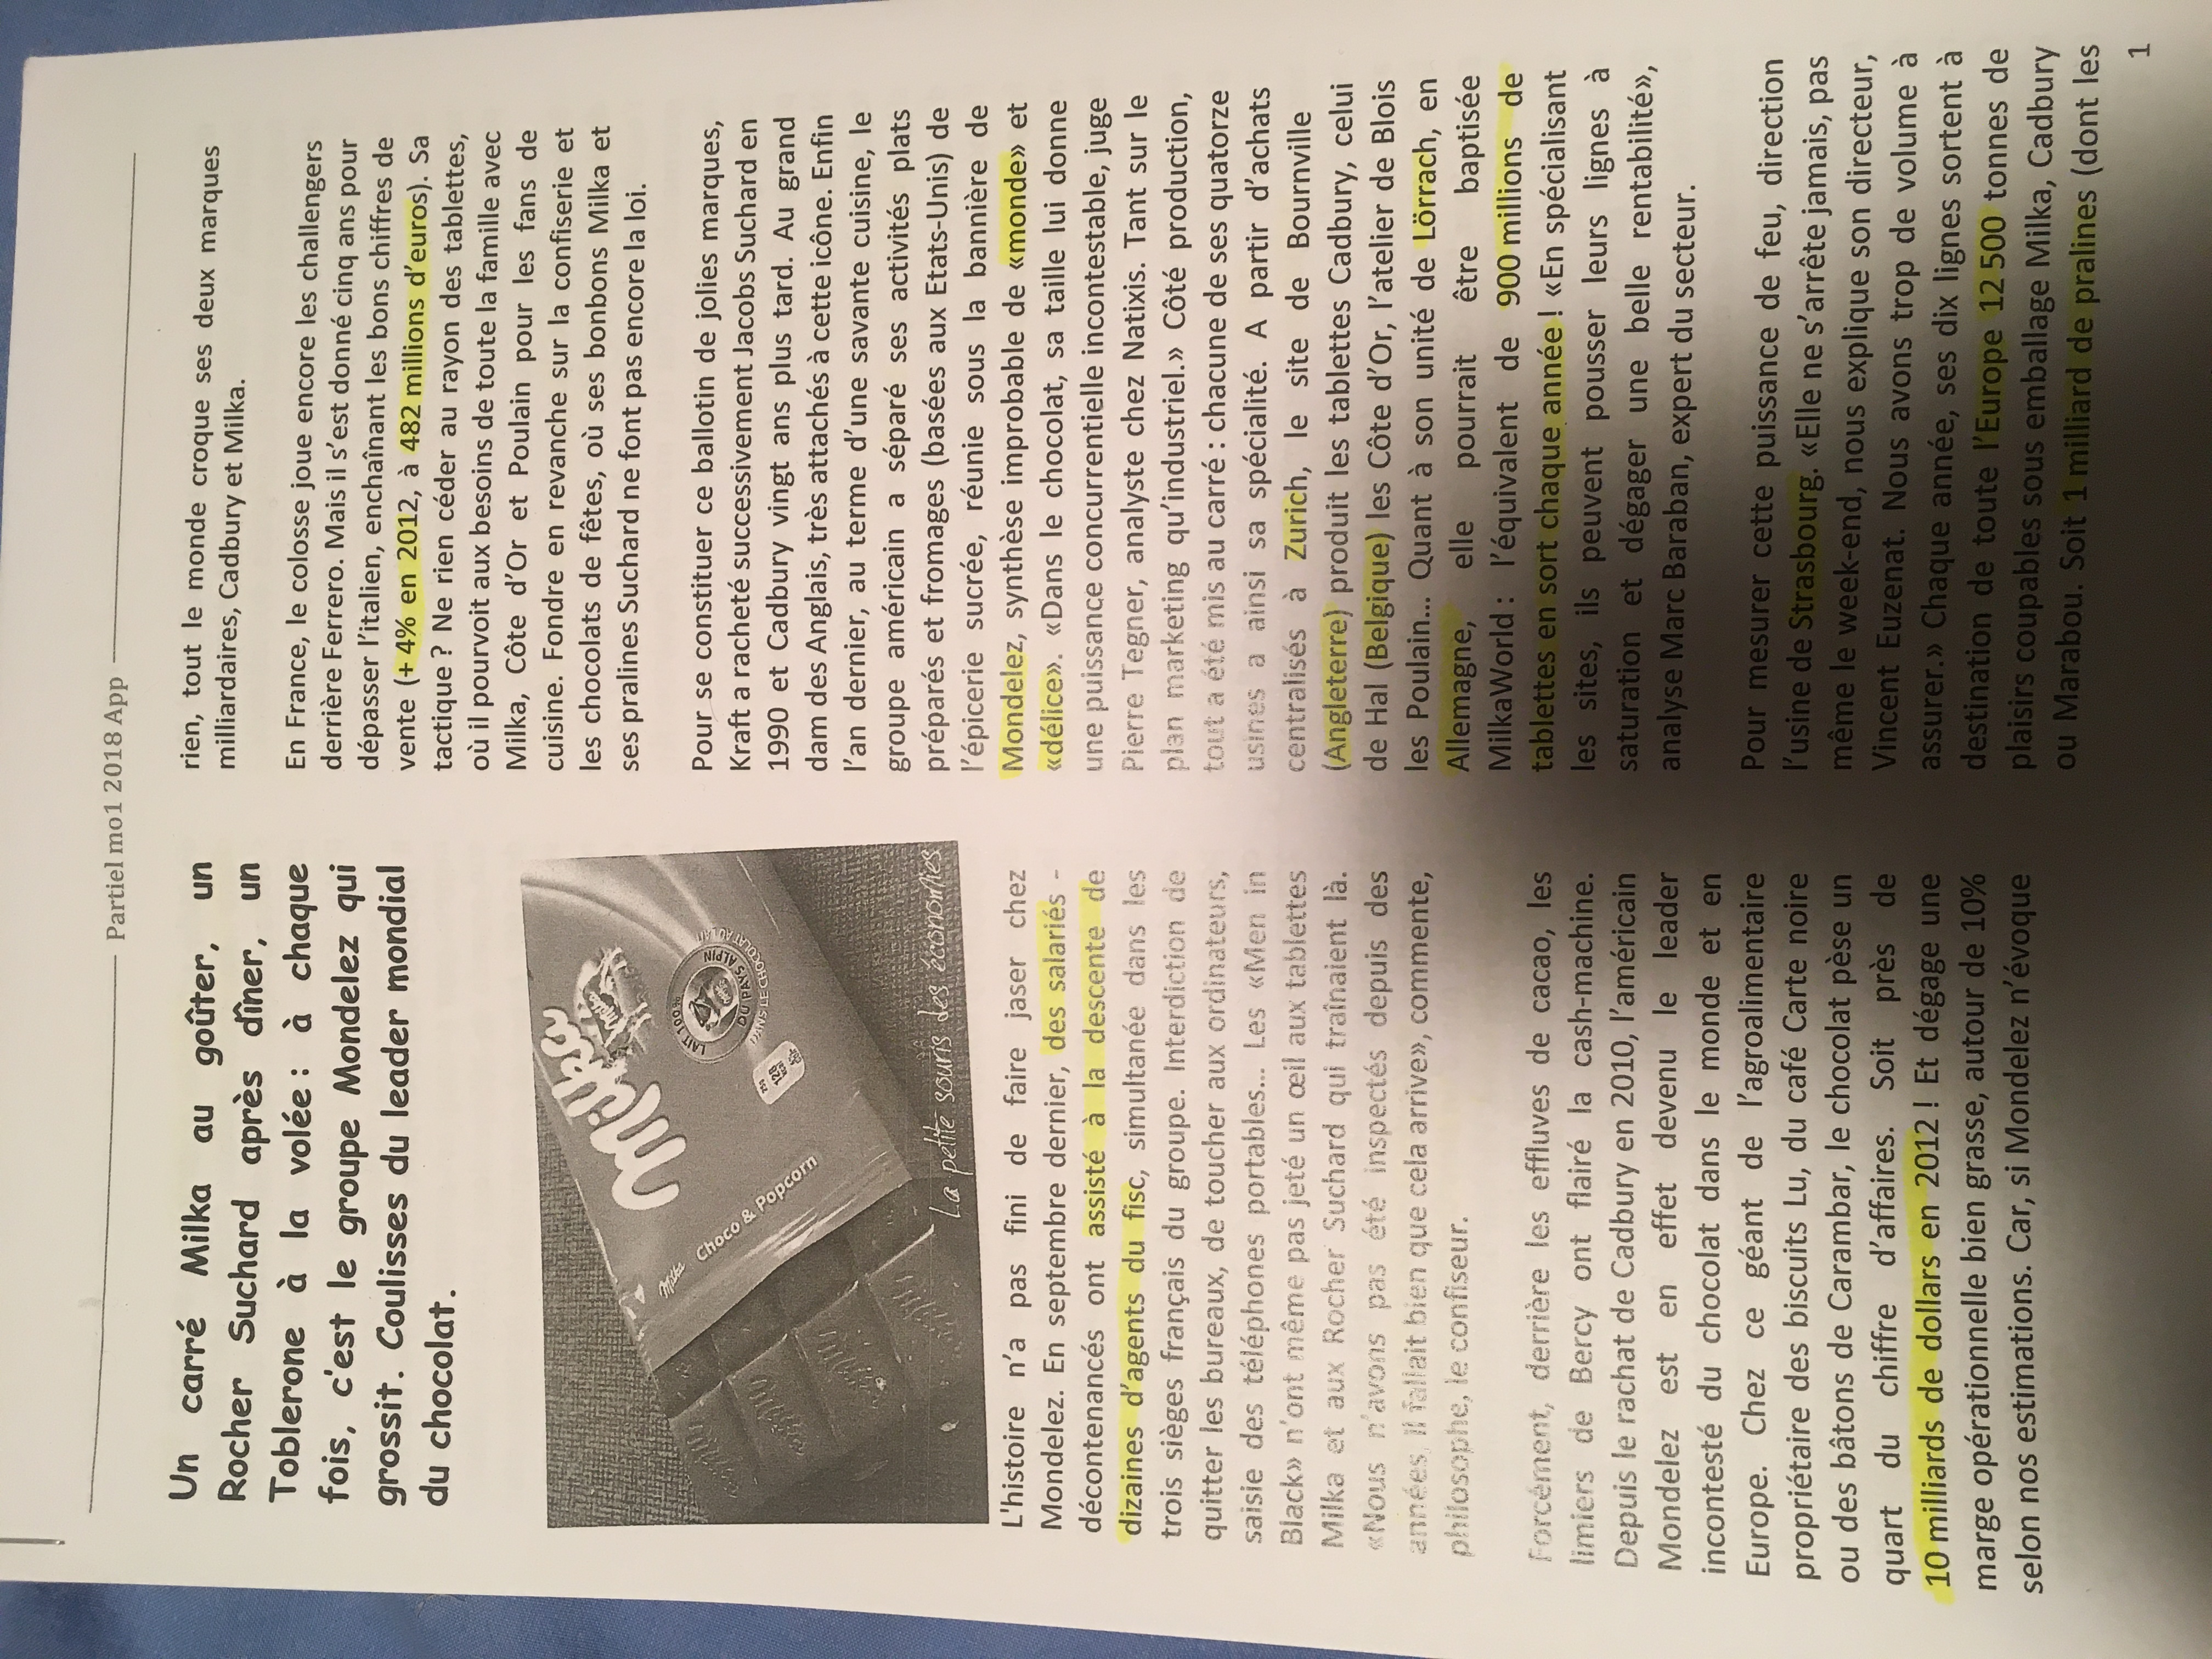 Partiel mo1 2018 App
Un carré Milka au goûter, un
Rocher Suchard après dîner, un
Toblerone à la volée : à chaque
fois, c'est le groupe Mondelez qui
grossit. Coulisses du leader mondial
du chocolat.
Milka
Milka
Milka Choco & Popcorn
LAIT 100%
DU PAYS ALPIN
DANS LE CHOCOLAT AU LAIT
25g
128
kcal
La petite souris des économies
L'histoire n’a pas fini de faire jaser chez
Mondelez. En septembre dernier, des salariés -
décontenancés ont assisté à la descente de
dizaines d’agents du fisc, simultanée dans les
trois sièges français du groupe. Interdiction de
quitter les bureaux, de toucher aux ordinateurs,
saisie des téléphones portables... Les «Men in
Black» n’ont même pas jeté un œil aux tablettes
Milka et aux Rocher Suchard qui traînaient là.
«Nous n’avons pas été inspectés depuis des
années, il fallait bien que cela arrive», commente,
philosophe, le confiseur.
Forcément, derrière les effluves de cacao, les
limiers de Bercy ont flairé la cash-machine.
Depuis le rachat de Cadbury en 2010, l’américain
Mondelez est en effet devenu le leader
incontesté du chocolat dans le monde et en
Europe. Chez ce géant de l’agroalimentaire
propriétaire des biscuits Lu, du café Carte noire
ou des bâtons de Carambar, le chocolat pèse un
quart du chiffre d’affaires. Soit près de
10 milliards de dollars en 2012 ! Et dégage une
marge opérationnelle bien grasse, autour de 10%
selon nos estimations. Car, si Mondelez n’évoque
rien, tout le monde croque ses deux marques
milliardaires, Cadbury et Milka.
En France, le colosse joue encore les challengers
derrière Ferrero. Mais il s’est donné cinq ans pour
dépasser l’italien, enchaînant les bons chiffres de
vente (+ 4% en 2012, à 482 millions d’euros). Sa
tactique ? Ne rien céder au rayon des tablettes,
où il pourvoit aux besoins de toute la famille avec
Milka, Côte d’Or et Poulain pour les fans de
cuisine. Fondre en revanche sur la confiserie et
les chocolats de fêtes, où ses bonbons Milka et
ses pralines Suchard ne font pas encore la loi.
Pour se constituer ce ballotin de jolies marques,
Kraft a racheté successivement Jacobs Suchard en
1990 et Cadbury vingt ans plus tard. Au grand
dam des Anglais, très attachés à cette icône. Enfin
l’an dernier, au terme d’une savante cuisine, le
groupe américain a séparé ses activités plats
préparés et fromages (basées aux Etats-Unis) de
l’épicerie sucrée, réunie sous la bannière de
Mondelez, synthèse improbable de «monde» et
«délice». «Dans le chocolat, sa taille lui donne
une puissance concurrentielle incontestable, juge
Pierre Tegner, analyste chez Natixis. Tant sur le
plan marketing qu’industriel.» Côté production,
tout a été mis au carré : chacune de ses quatorze
usines a ainsi sa spécialité. A partir d’achats
centralisés à Zurich, le site de Bournville
(Angleterre) produit les tablettes Cadbury, celui
de Hal (Belgique) les Côte d’Or, l’atelier de Blois
les Poulain... Quant à son unité de Lörrach, en
Allemagne, elle pourrait être baptisée
MilkaWorld : l’équivalent de 900 millions de
tablettes en sort chaque année ! «En spécialisant
les sites, ils peuvent pousser leurs lignes à
saturation et dégager une belle rentabilité»,
analyse Marc Baraban, expert du secteur.
Pour mesurer cette puissance de feu, direction
l’usine de Strasbourg. «Elle ne s’arrête jamais, pas
même le week-end, nous explique son directeur,
Vincent Euzenat. Nous avons trop de volume à
assurer.» Chaque année, ses dix lignes sortent à
destination de toute l’Europe 12 500 tonnes de
plaisirs coupables sous emballage Milka, Cadbury
ou Marabou. Soit 1 milliard de pralines (dont les
1